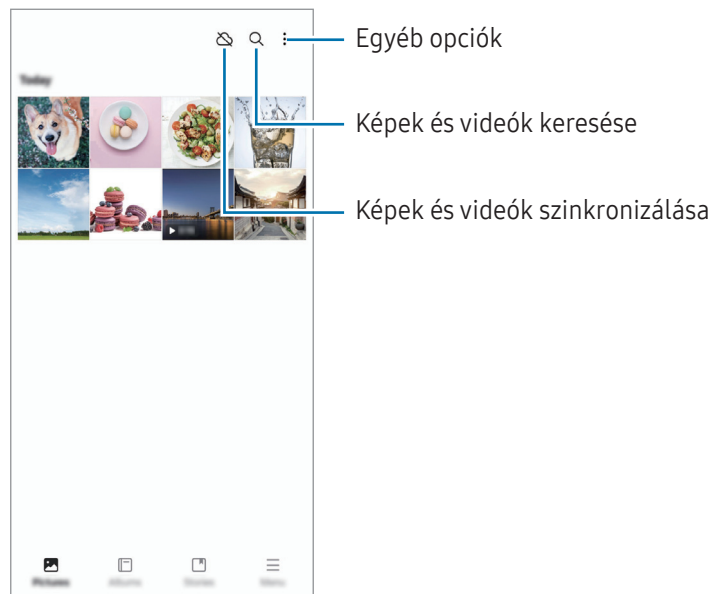 Egyéb opciók
Today
Képek és videók keresése
Képek és videók szinkronizálása
Pictures
Albums
Stories
Menu